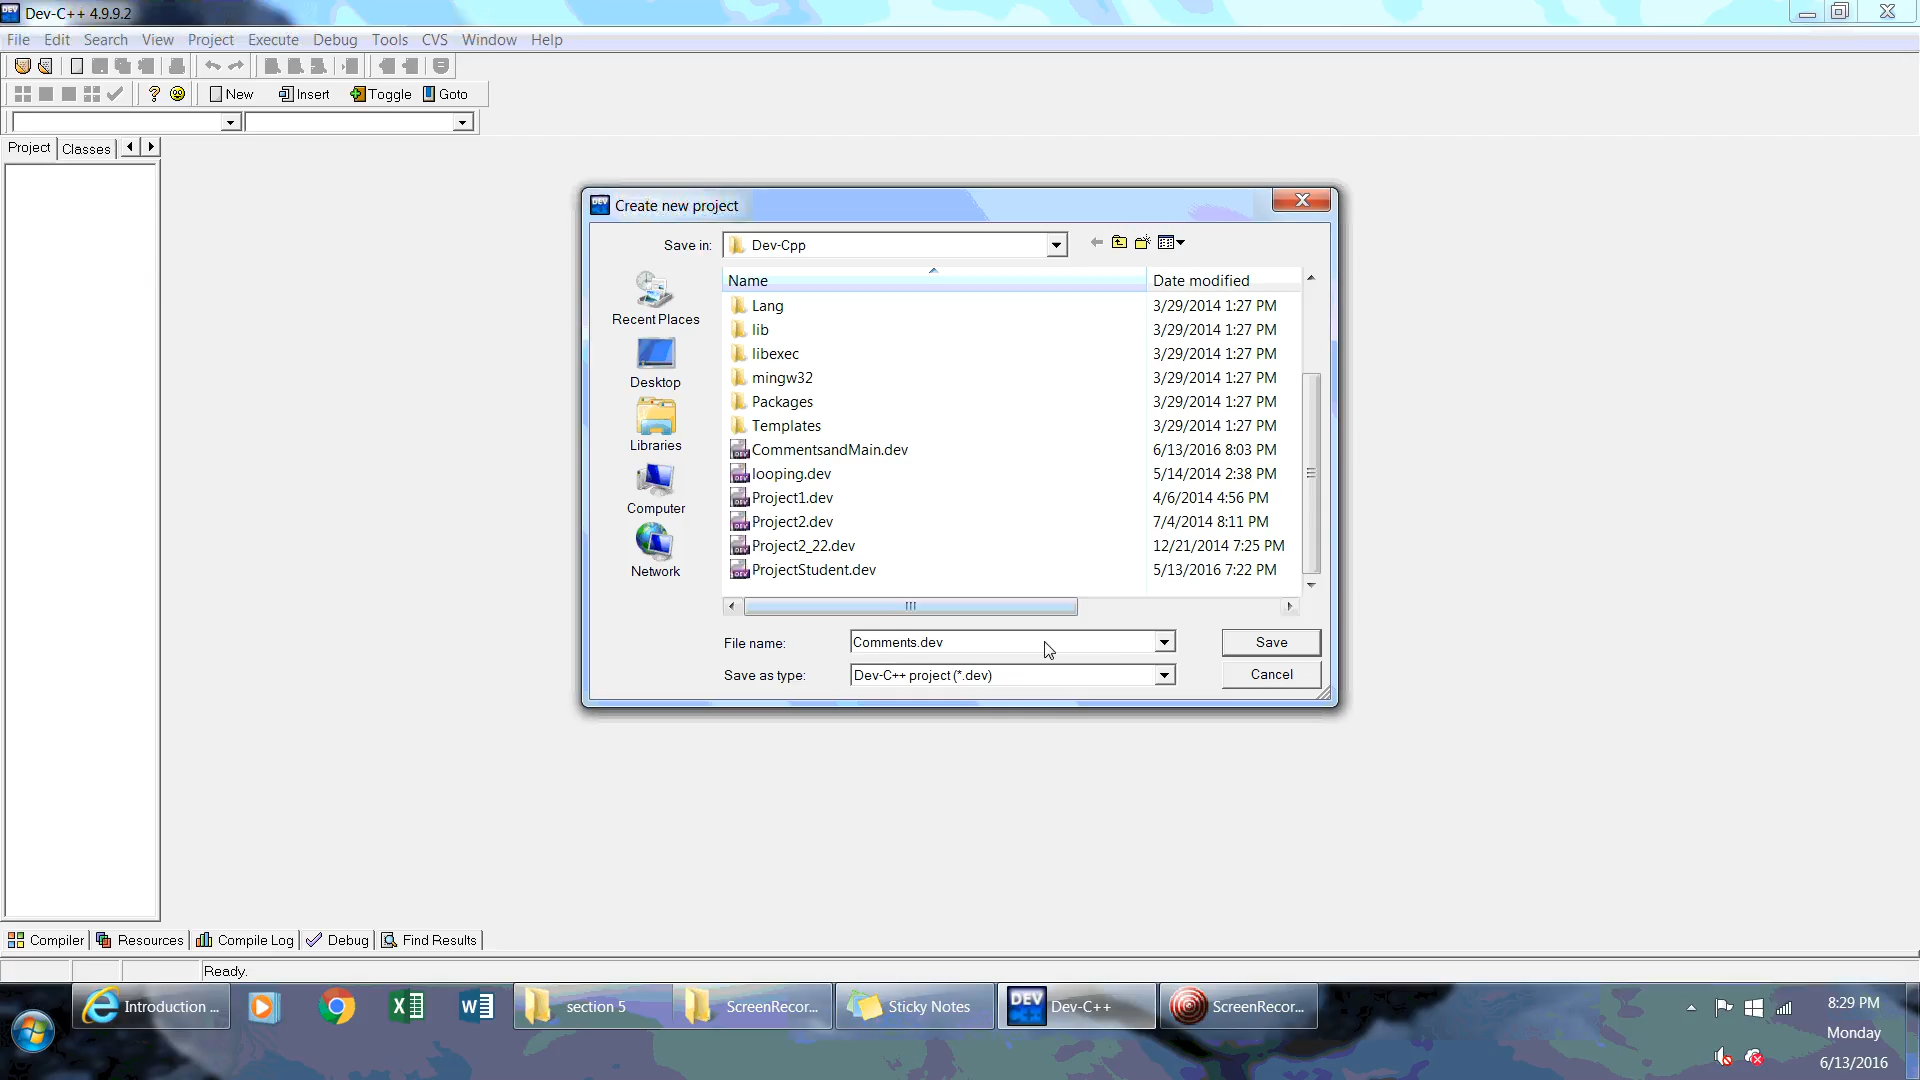 Dev-C++ 4.9.9.2
File Edit Search View Project Execute Debug Tools CVS Window Help
New Insert Toggle Goto
Project Classes
Create new project
Save in: Dev-Cpp
Name Date modified
Lang 3/29/2014 1:27 PM
lib 3/29/2014 1:27 PM
libexec 3/29/2014 1:27 PM
mingw32 3/29/2014 1:27 PM
Packages 3/29/2014 1:27 PM
Templates 3/29/2014 1:27 PM
CommentsandMain.dev 6/13/2016 8:03 PM
looping.dev 5/14/2014 2:38 PM
Project1.dev 4/6/2014 4:56 PM
Project2.dev 7/4/2014 8:11 PM
Project2_22.dev 12/21/2014 7:25 PM
ProjectStudent.dev 5/13/2016 7:22 PM
Recent Places
Desktop
Libraries
Computer
Network
File name: Comments.dev Save
Save as type: Dev-C++ project (*.dev) Cancel
Compiler Resources Compile Log Debug Find Results
Ready.
Introduction ... section 5 ScreenRecor... Sticky Notes DEV Dev-C++ ScreenRecor...
8:29 PM
Monday
6/13/2016